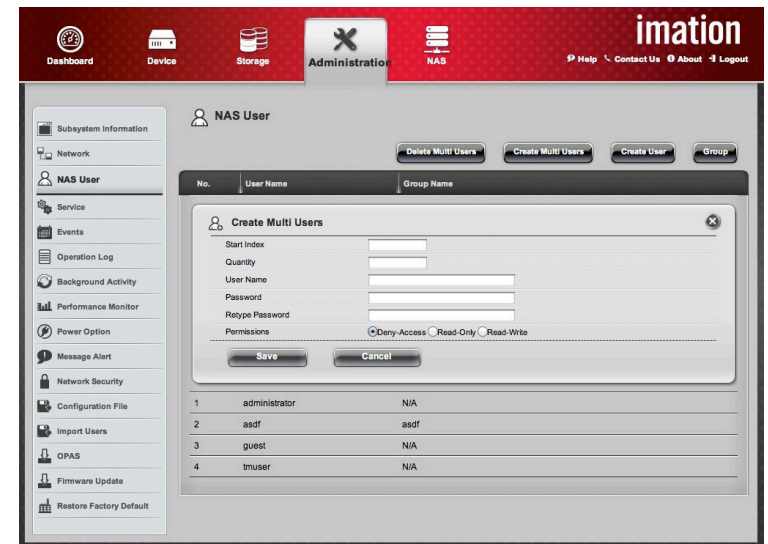 imation
Dashboard Device Storage Administration NAS
Help Contact Us About Logout
Subsystem Information
Network
NAS User
Service
Events
Operation Log
Background Activity
Performance Monitor
Power Option
Message Alert
Network Security
Configuration File
Import Users
OPAS
Firmware Update
Restore Factory Default
NAS User
Delete Multi Users Create Multi Users Create User Group
No. User Name Group Name
Create Multi Users
Start Index
Quantity
User Name
Password
Retype Password
Permissions Deny-Access Read-Only Read-Write
Save Cancel
1 administrator N/A
2 asdf asdf
3 guest N/A
4 tmuser N/A